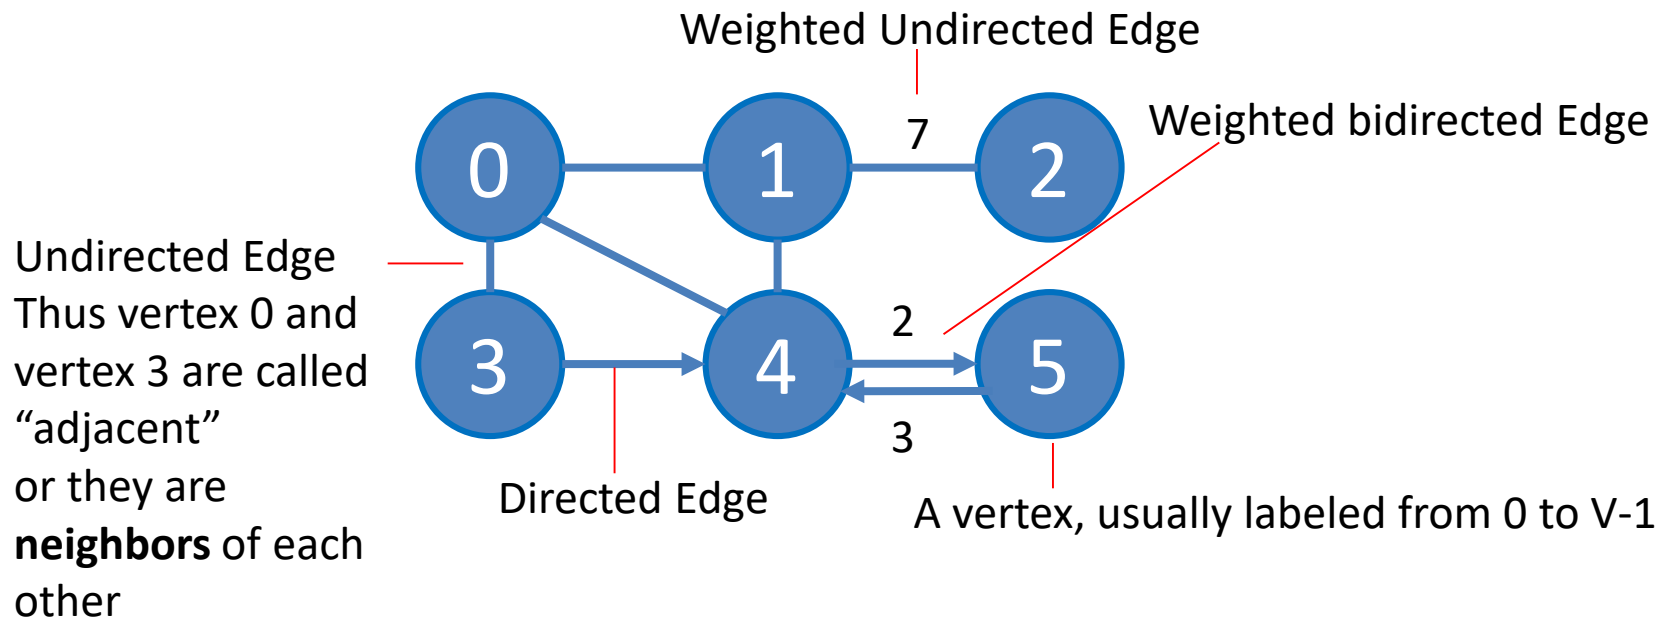 Weighted Undirected Edge
7
Weighted bidirected Edge
0
1
2
Undirected Edge
Thus vertex 0 and
vertex 3 are called
“adjacent”
or they are
neighbors of each
other
2
3
4
5
3
Directed Edge
A vertex, usually labeled from 0 to V-1